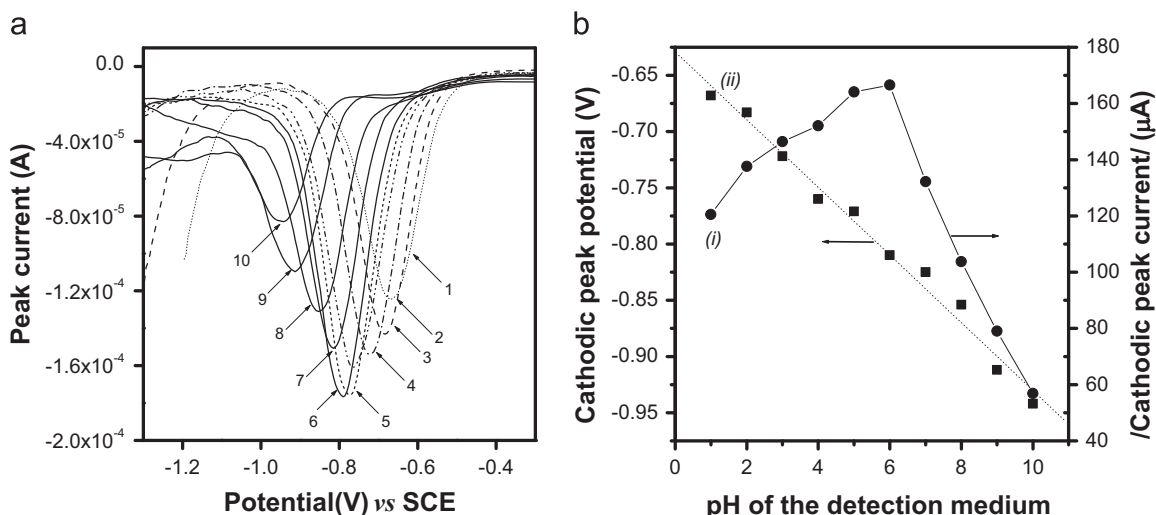 a
0.0
-4.0x10⁻⁵
-8.0x10⁻⁵
-1.2x10⁻⁴
-1.6x10⁻⁴
-2.0x10⁻⁴
Peak current (A)
1
2
3
4
5
6
7
8
9
10
-1.2 -1.0 -0.8 -0.6 -0.4
Potential(V) vs SCE
b
-0.65
-0.70
-0.75
-0.80
-0.85
-0.90
-0.95
Cathodic peak potential (V)
(ii)
(i)
180
160
140
120
100
80
60
40
/Cathodic peak current/ (μA)
0 2 4 6 8 10
pH of the detection medium